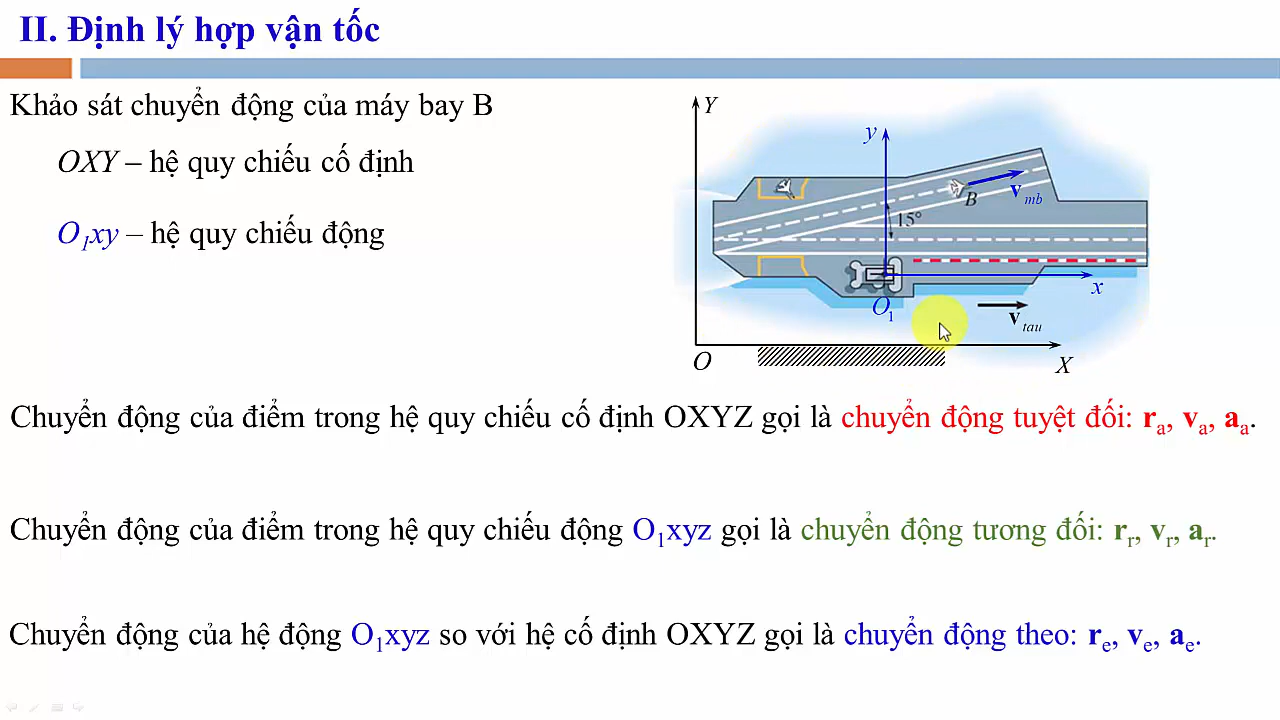 II. Định lý hợp vận tốc
Khảo sát chuyển động của máy bay B
OXY – hệ quy chiếu cố định
O1xy – hệ quy chiếu động
Y
y
B
vmb
15°
x
O1
vtau
O
X
Chuyển động của điểm trong hệ quy chiếu cố định OXYZ gọi là chuyển động tuyệt đối: ra, va, aa.
Chuyển động của điểm trong hệ quy chiếu động O1xyz gọi là chuyển động tương đối: rr, vr, ar.
Chuyển động của hệ động O1xyz so với hệ cố định OXYZ gọi là chuyển động theo: re, ve, ae.